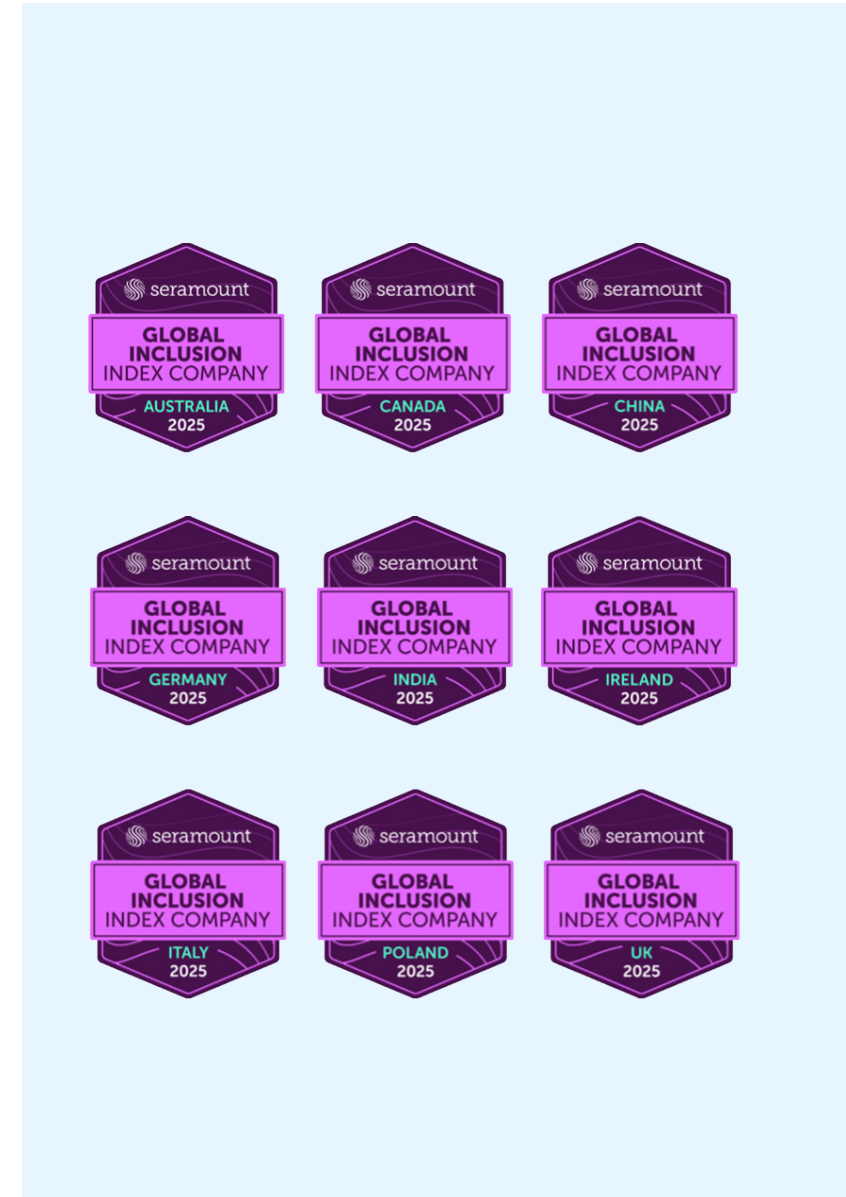 seramount
GLOBAL
INCLUSION
INDEX COMPANY
AUSTRALIA
2025
seramount
GLOBAL
INCLUSION
INDEX COMPANY
CANADA
2025
seramount
GLOBAL
INCLUSION
INDEX COMPANY
CHINA
2025
seramount
GLOBAL
INCLUSION
INDEX COMPANY
GERMANY
2025
seramount
GLOBAL
INCLUSION
INDEX COMPANY
INDIA
2025
seramount
GLOBAL
INCLUSION
INDEX COMPANY
IRELAND
2025
seramount
GLOBAL
INCLUSION
INDEX COMPANY
ITALY
2025
seramount
GLOBAL
INCLUSION
INDEX COMPANY
POLAND
2025
seramount
GLOBAL
INCLUSION
INDEX COMPANY
UK
2025